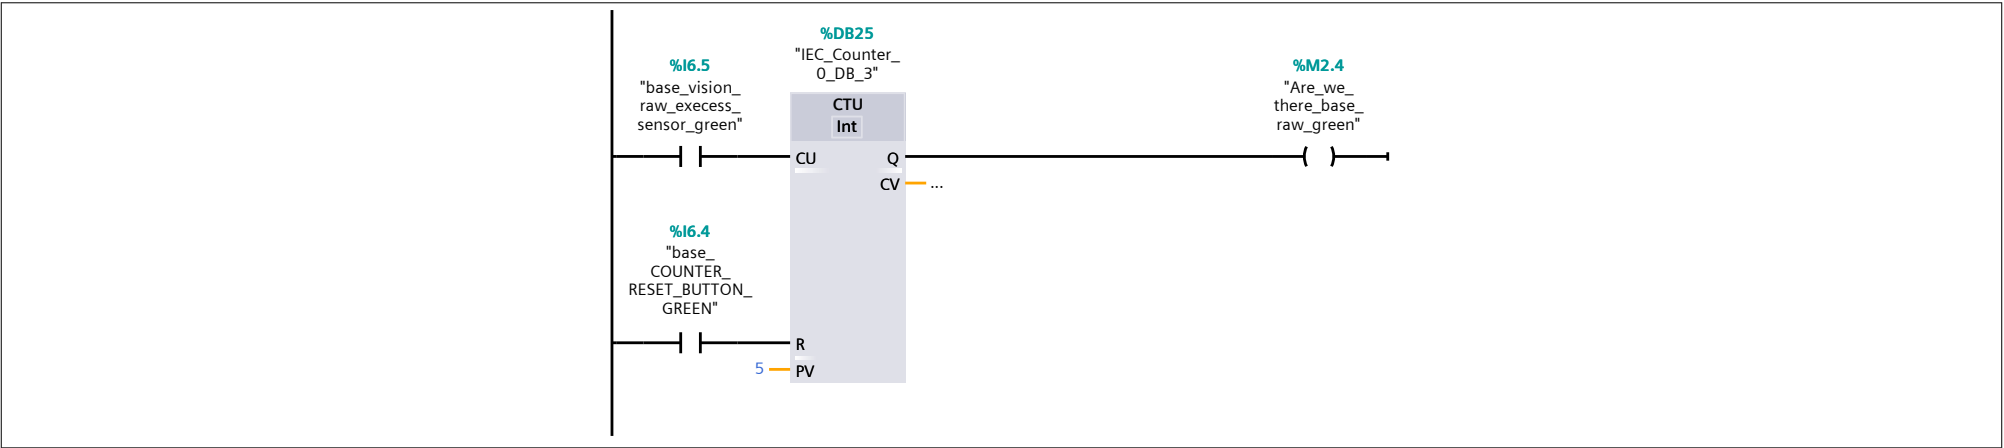 %DB25
"IEC_Counter_
0_DB_3"
%I6.5
"base_vision_
raw_execess_
sensor_green"
%M2.4
"Are_we_
there_base_
raw_green"
CTU
Int
CU
Q
CV
...
%I6.4
"base_
COUNTER_
RESET_BUTTON_
GREEN"
R
5
PV